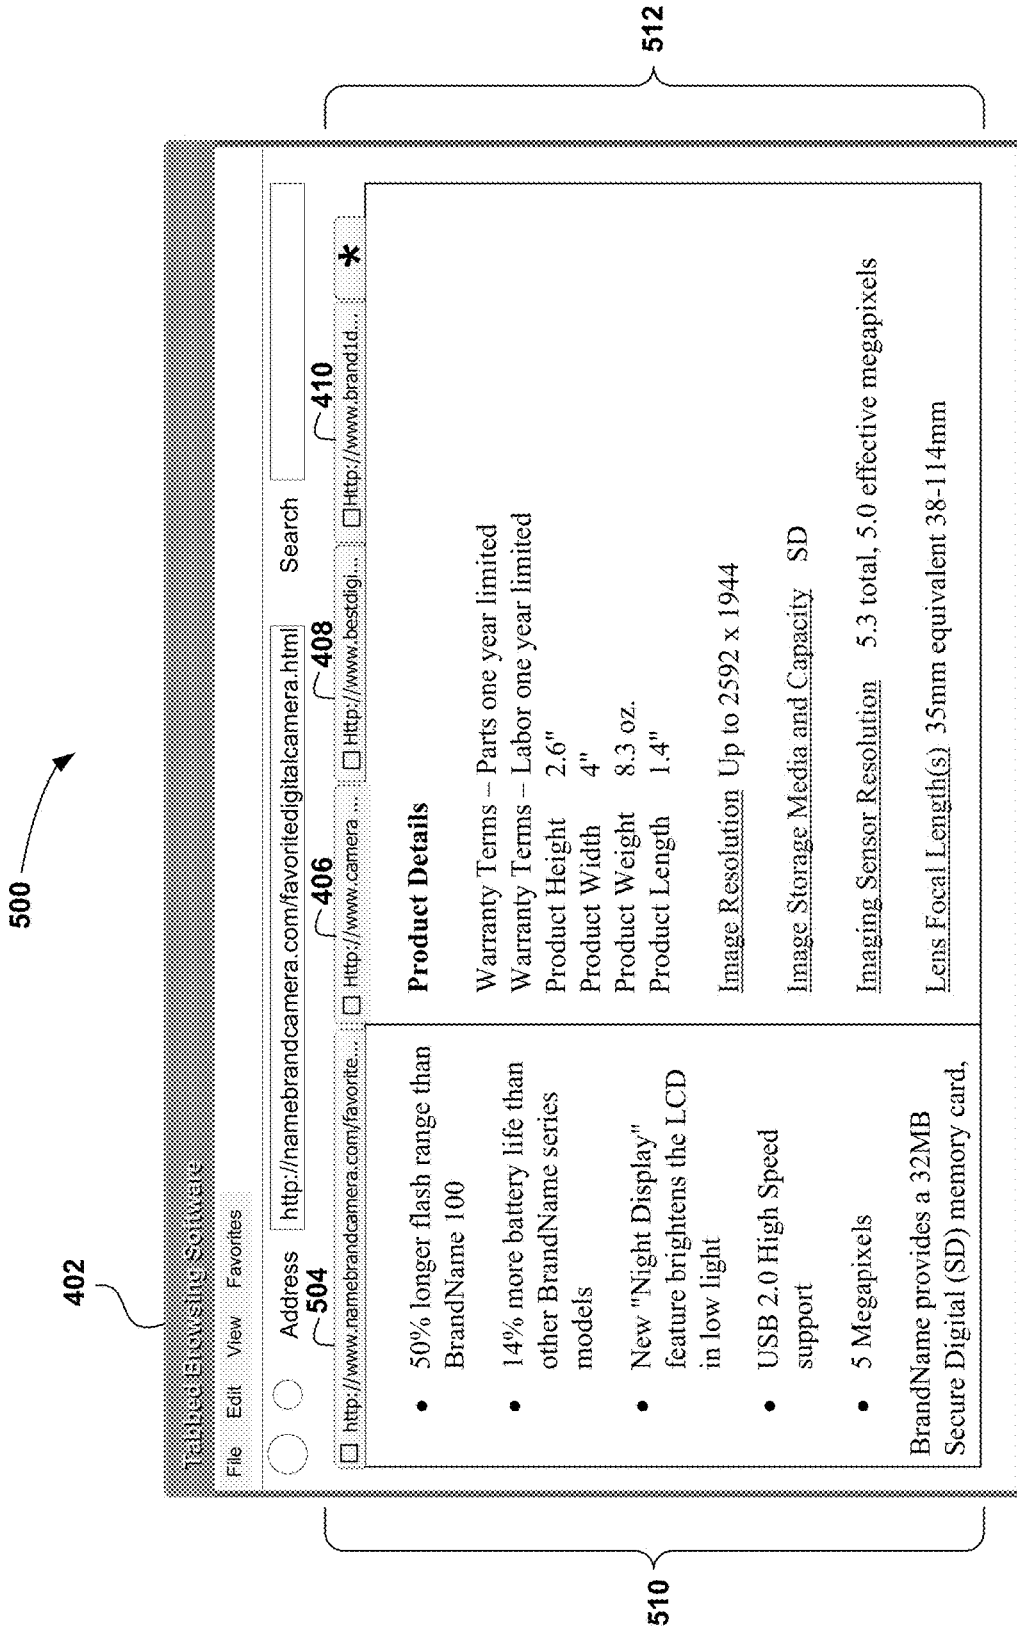 500
402
Tabbed Browsing Software
File Edit View Favorites
Address http://namebrandcamera.com/favoritedigitalcamera.html Search
504 406 408 410
http://www.namebrandcamera.com/favorite... Http://www.camera ... Http://www.bestdigi... Http://www.brand1d... *
• 50% longer flash range than
BrandName 100
• 14% more battery life than
other BrandName series
models
• New "Night Display"
feature brightens the LCD
in low light
• USB 2.0 High Speed
support
• 5 Megapixels
BrandName provides a 32MB
Secure Digital (SD) memory card,
Product Details
Warranty Terms – Parts one year limited
Warranty Terms – Labor one year limited
Product Height 2.6"
Product Width 4"
Product Weight 8.3 oz.
Product Length 1.4"
Image Resolution Up to 2592 x 1944
Image Storage Media and Capacity SD
Imaging Sensor Resolution 5.3 total, 5.0 effective megapixels
Lens Focal Length(s) 35mm equivalent 38-114mm
510
512